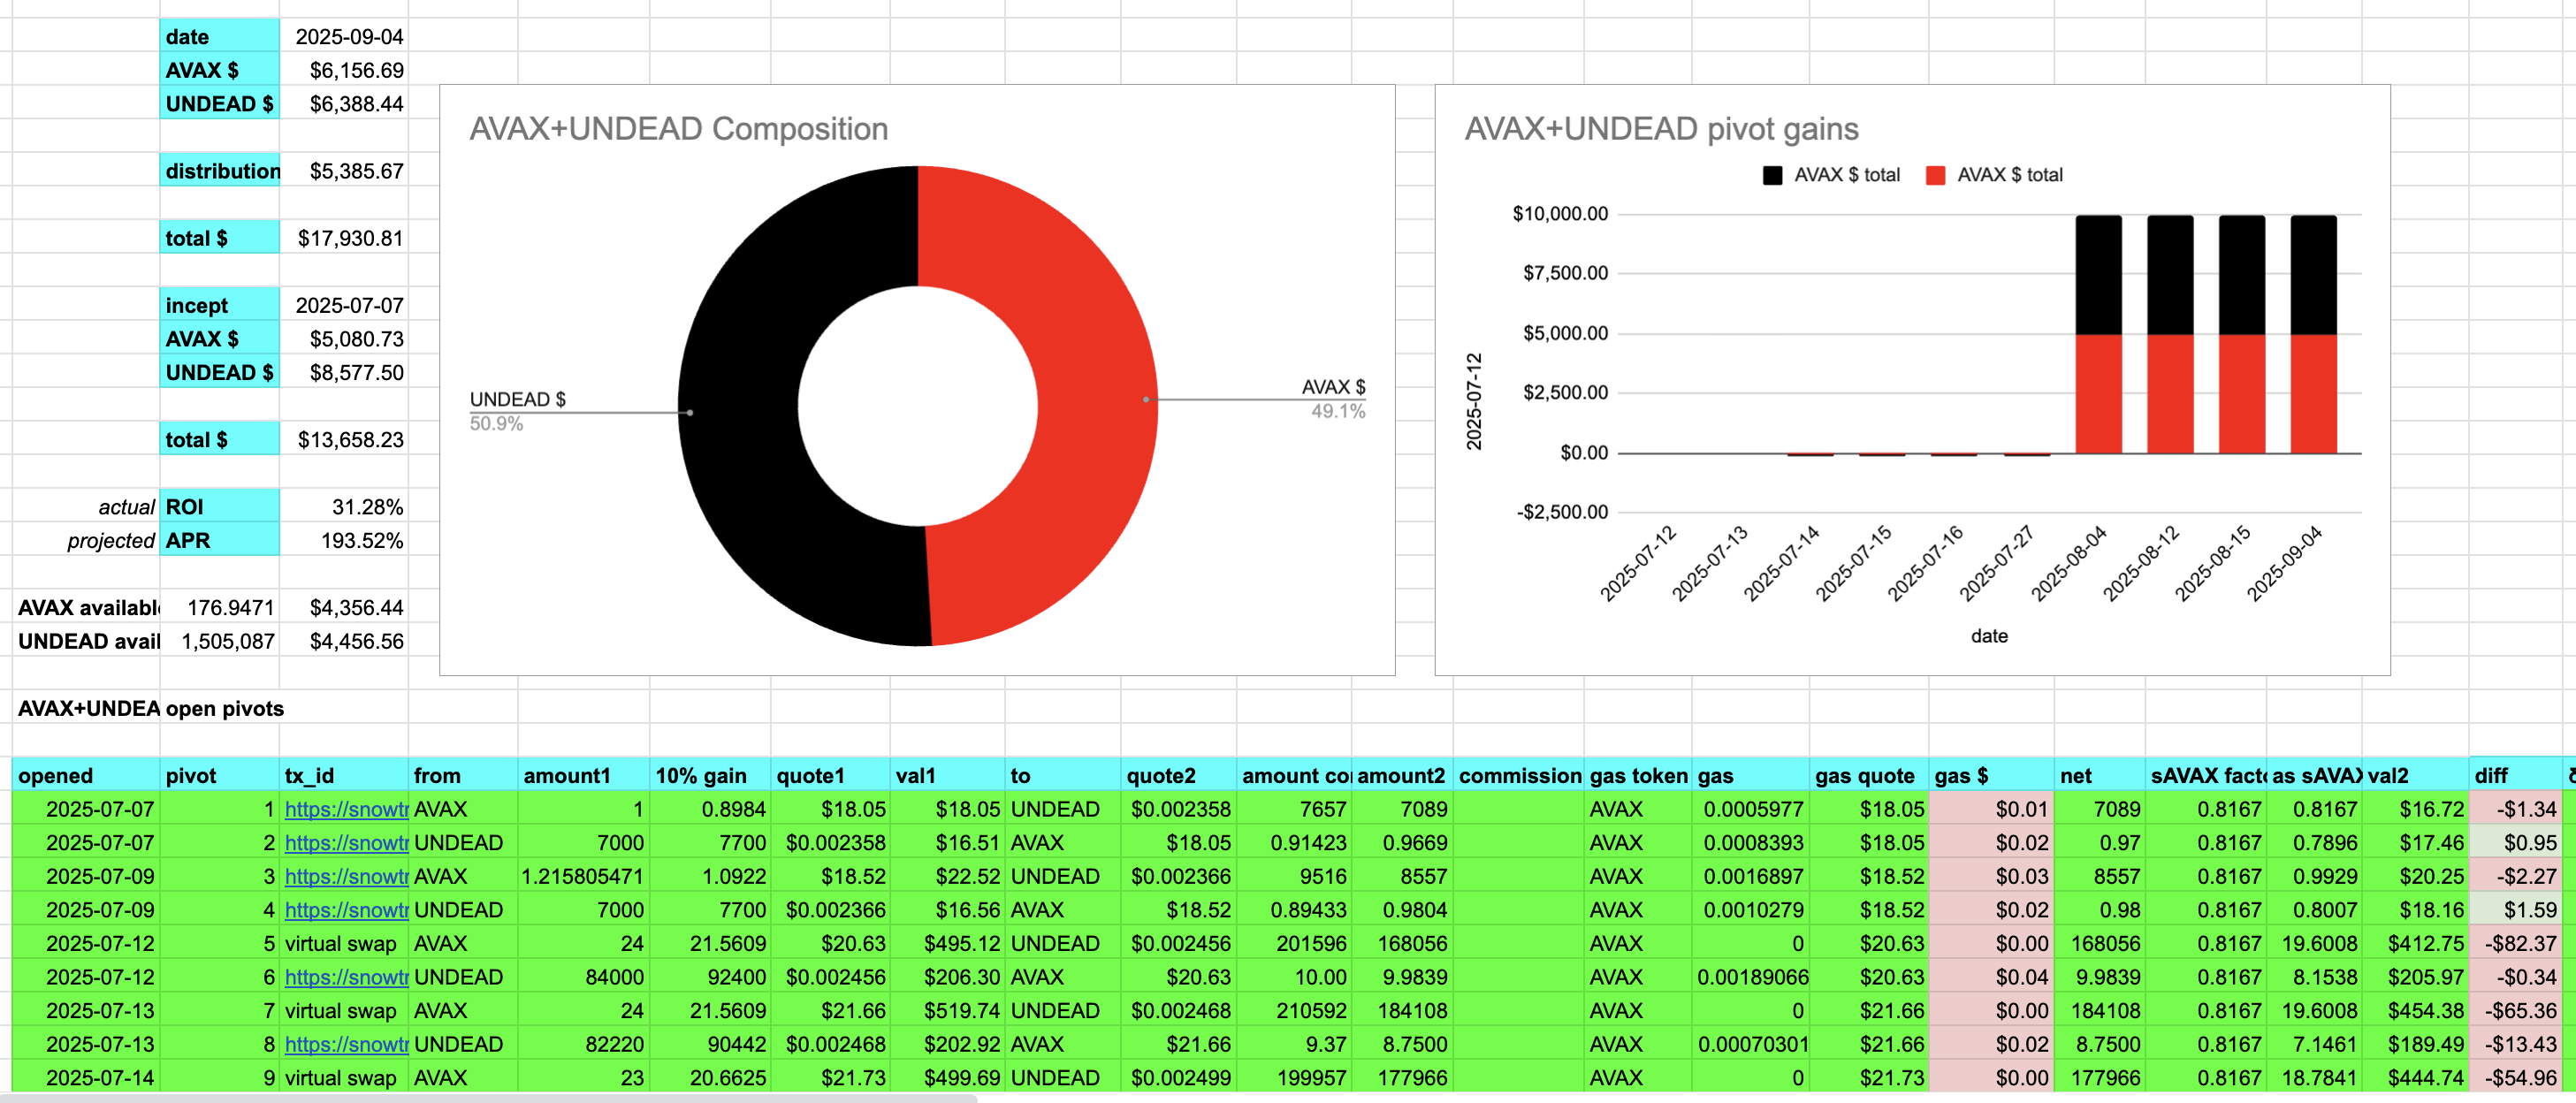 date 2025-09-04
AVAX $ $6,156.69
UNDEAD $ $6,388.44
distribution $5,385.67
total $ $17,930.81
incept 2025-07-07
AVAX $ $5,080.73
UNDEAD $ $8,577.50
total $ $13,658.23
actual ROI 31.28%
projected APR 193.52%
AVAX availabl 176.9471 $4,356.44
UNDEAD avail 1,505,087 $4,456.56
AVAX+UNDEAD Composition
UNDEAD $
50.9%
AVAX $
49.1%
AVAX+UNDEAD pivot gains
AVAX $ total AVAX $ total
$10,000.00
$7,500.00
$5,000.00
$2,500.00
$0.00
-$2,500.00
2025-07-12
2025-07-12 2025-07-13 2025-07-14 2025-07-15 2025-07-16 2025-07-27 2025-08-04 2025-08-12 2025-08-15 2025-09-04
date
AVAX+UNDEA open pivots
opened pivot tx_id from amount1 10% gain quote1 val1 to quote2 amount co amount2 commission gas token gas gas quote gas $ net sAVAX facto as sAVAX val2 diff
2025-07-07 1 https://snowtr AVAX 1 0.8984 $18.05 $18.05 UNDEAD $0.002358 7657 7089 AVAX 0.0005977 $18.05 $0.01 7089 0.8167 0.8167 $16.72 -$1.34
2025-07-07 2 https://snowtr UNDEAD 7000 7700 $0.002358 $16.51 AVAX $18.05 0.91423 0.9669 AVAX 0.0008393 $18.05 $0.02 0.97 0.8167 0.7896 $17.46 $0.95
2025-07-09 3 https://snowtr AVAX 1.215805471 1.0922 $18.52 $22.52 UNDEAD $0.002366 9516 8557 AVAX 0.0016897 $18.52 $0.03 8557 0.8167 0.9929 $20.25 -$2.27
2025-07-09 4 https://snowtr UNDEAD 7000 7700 $0.002366 $16.56 AVAX $18.52 0.89433 0.9804 AVAX 0.0010279 $18.52 $0.02 0.98 0.8167 0.8007 $18.16 $1.59
2025-07-12 5 virtual swap AVAX 24 21.5609 $20.63 $495.12 UNDEAD $0.002456 201596 168056 AVAX 0 $20.63 $0.00 168056 0.8167 19.6008 $412.75 -$82.37
2025-07-12 6 https://snowtr UNDEAD 84000 92400 $0.002456 $206.30 AVAX $20.63 10.00 9.9839 AVAX 0.00189066 $20.63 $0.04 9.9839 0.8167 8.1538 $205.97 -$0.34
2025-07-13 7 virtual swap AVAX 24 21.5609 $21.66 $519.74 UNDEAD $0.002468 210592 184108 AVAX 0 $21.66 $0.00 184108 0.8167 19.6008 $454.38 -$65.36
2025-07-13 8 https://snowtr UNDEAD 82220 90442 $0.002468 $202.92 AVAX $21.66 9.37 8.7500 AVAX 0.00070301 $21.66 $0.02 8.7500 0.8167 7.1461 $189.49 -$13.43
2025-07-14 9 virtual swap AVAX 23 20.6625 $21.73 $499.69 UNDEAD $0.002499 199957 177966 AVAX 0 $21.73 $0.00 177966 0.8167 18.7841 $444.74 -$54.96